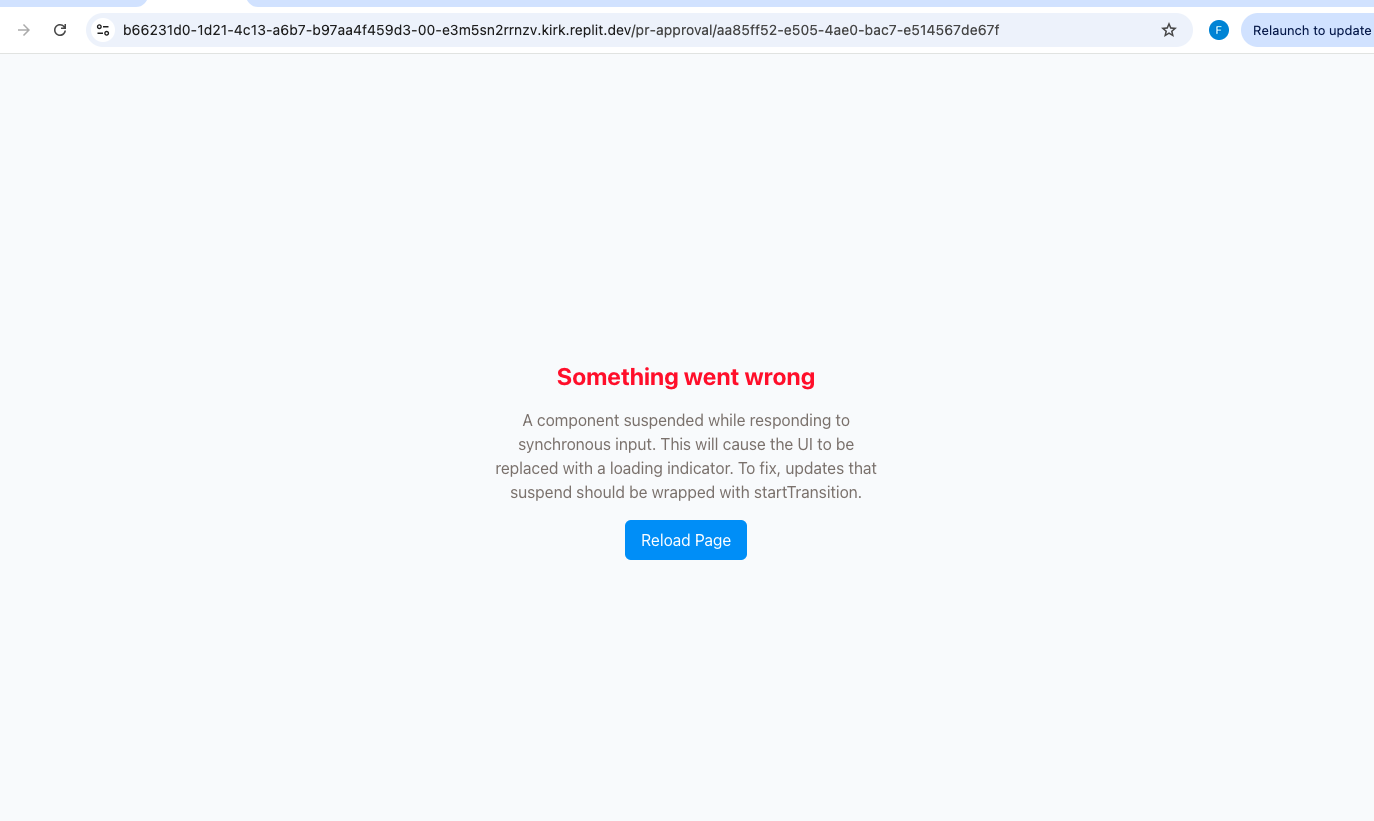 b66231d0-1d21-4c13-a6b7-b97aa4f459d3-00-e3m5sn2rrnzv.kirk.replit.dev/pr-approval/aa85ff52-e505-4ae0-bac7-e514567de67f
F
Relaunch to update
Something went wrong
A component suspended while responding to
synchronous input. This will cause the UI to be
replaced with a loading indicator. To fix, updates that
suspend should be wrapped with startTransition.
Reload Page